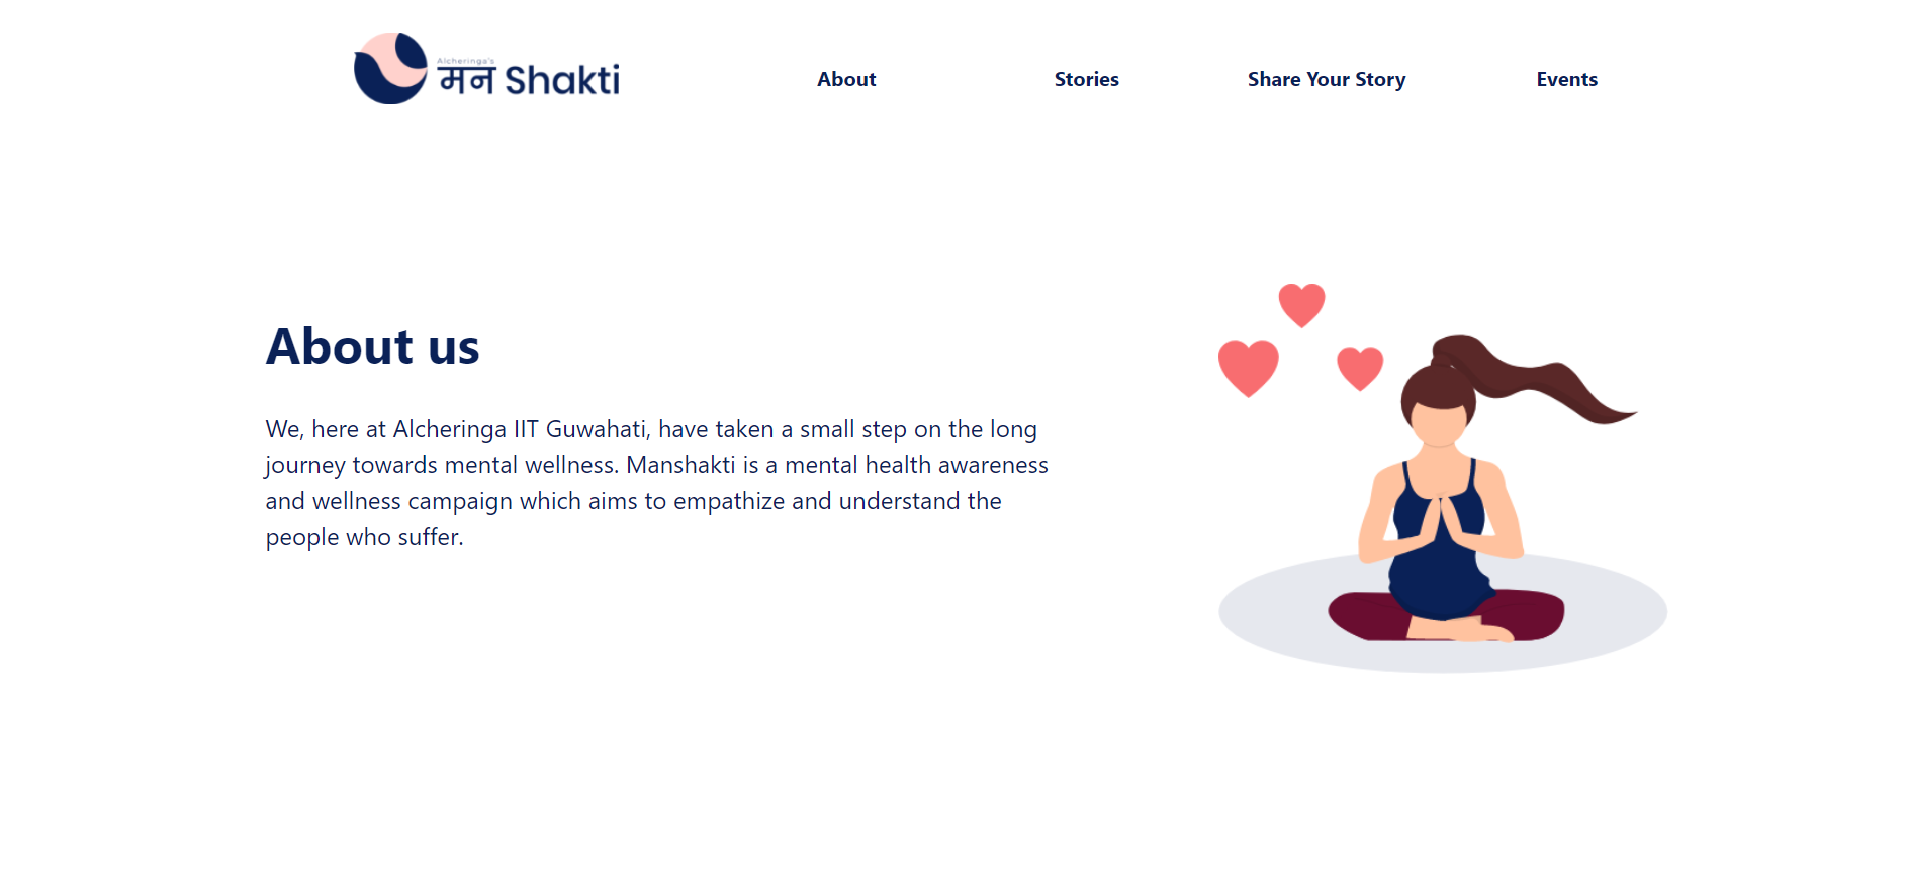 Alcheringa's
मन Shakti
About
Stories
Share Your Story
Events
About us
We, here at Alcheringa IIT Guwahati, have taken a small step on the long
journey towards mental wellness. Manshakti is a mental health awareness
and wellness campaign which aims to empathize and understand the
people who suffer.